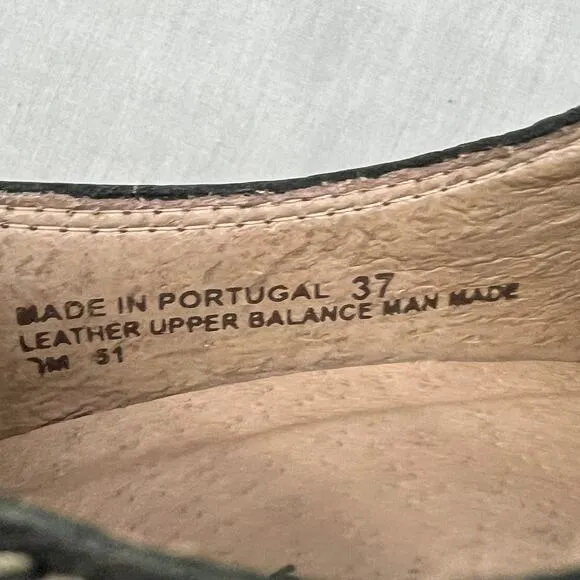 MADE IN PORTUGAL 37
LEATHER UPPER BALANCE MAN MADE
7M 51